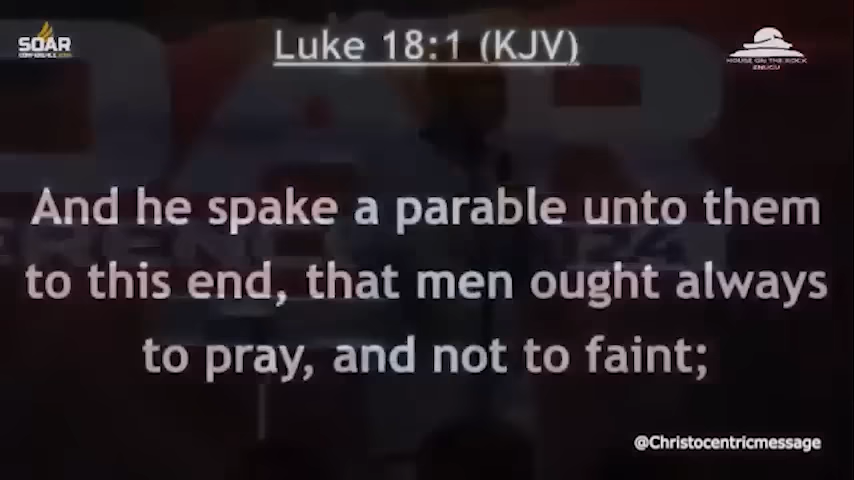 SOAR
Luke 18:1 (KJV)
HOUSE ON THE ROCK
ENUGU
And he spake a parable unto them
to this end, that men ought always
to pray, and not to faint;
@Christocentricmessage